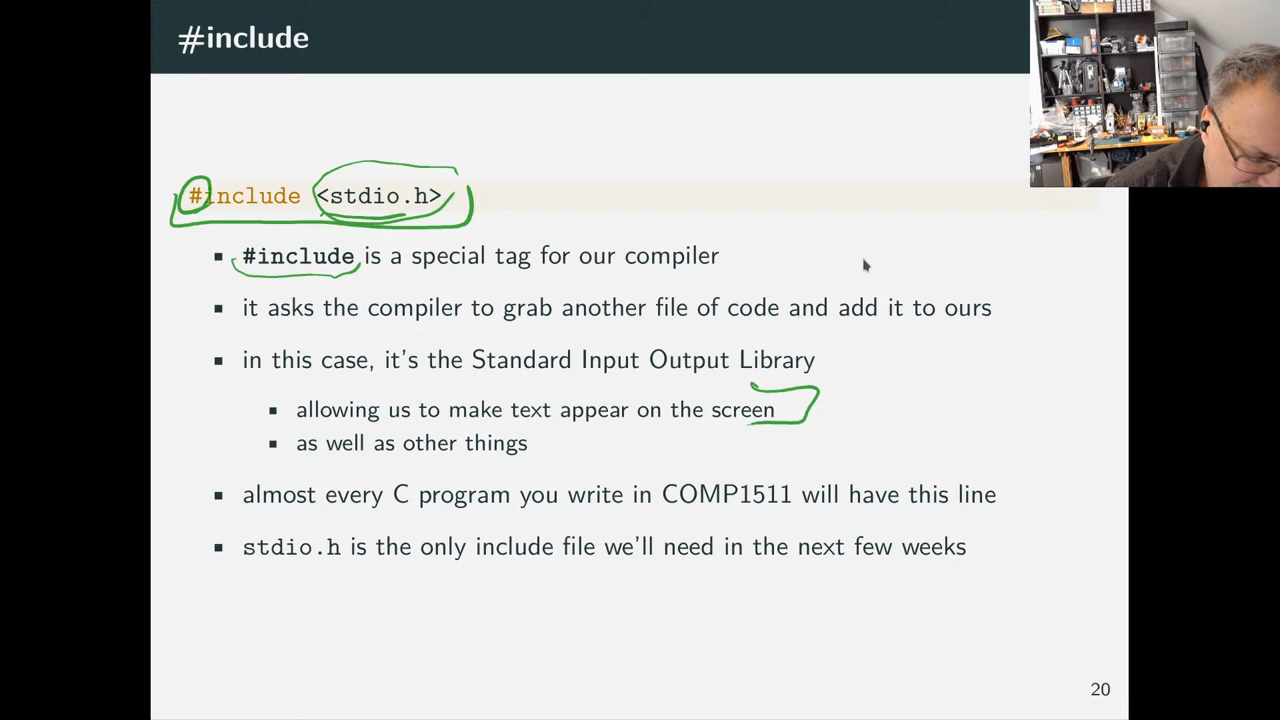 #include
#include <stdio.h>
▪ #include is a special tag for our compiler
▪ it asks the compiler to grab another file of code and add it to ours
▪ in this case, it's the Standard Input Output Library
▪ allowing us to make text appear on the screen
▪ as well as other things
▪ almost every C program you write in COMP1511 will have this line
▪ stdio.h is the only include file we'll need in the next few weeks
20